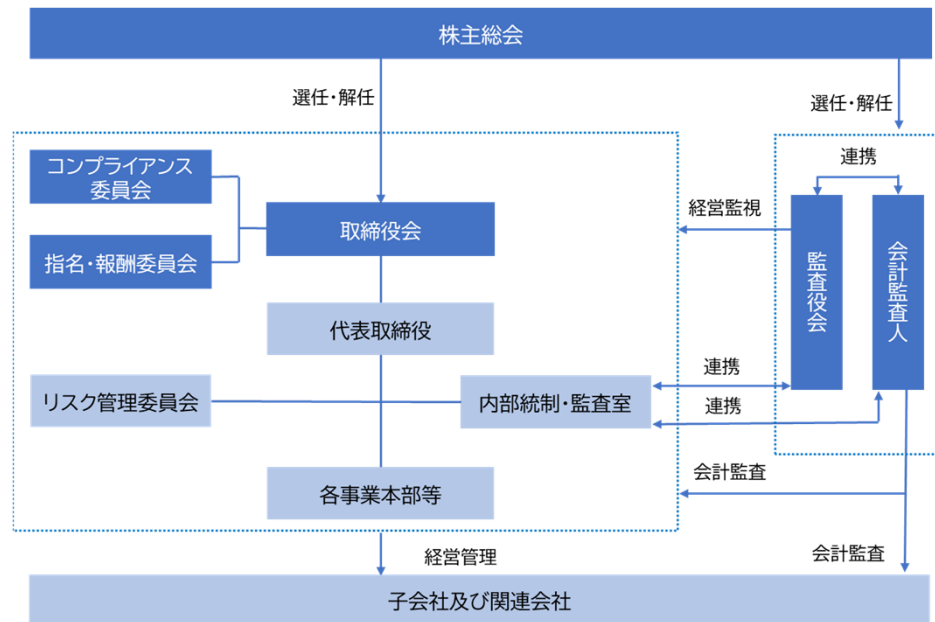 株主総会
選任・解任
選任・解任
コンプライアンス
委員会
連携
取締役会
経営監視
指名・報酬委員会
監査役会
会計監査人
代表取締役
連携
リスク管理委員会
内部統制・監査室
連携
会計監査
各事業本部等
経営管理
会計監査
子会社及び関連会社